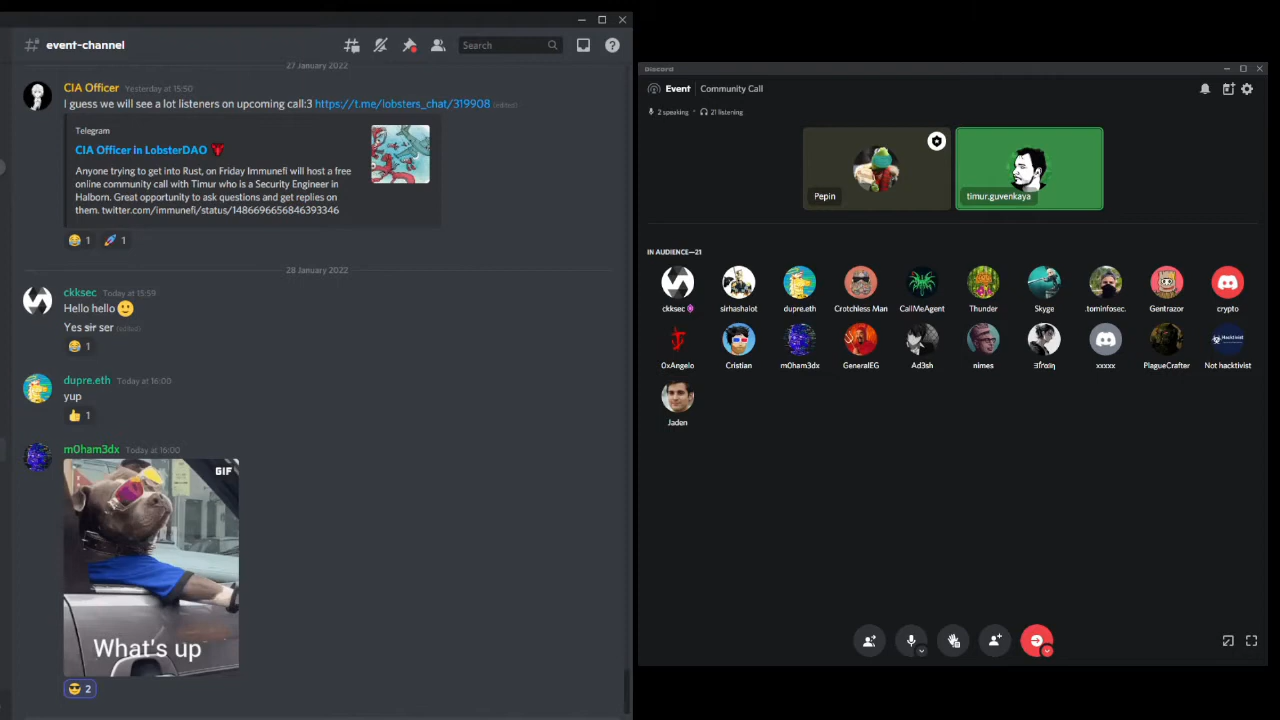 event-channel
Search
27 January 2022
CIA Officer Yesterday at 15:50
I guess we will see a lot listeners on upcoming call:3 https://t.me/lobsters_chat/319908 (edited)
Telegram
CIA Officer in LobsterDAO
Anyone trying to get into Rust, on Friday Immunefi will host a free
online community call with Timur who is a Security Engineer in
Halborn. Great opportunity to ask questions and get replies on
them. twitter.com/immunefi/status/1486696656846393346
😂 1 🚀 1
28 January 2022
ckksec Today at 15:59
Hello hello 🙂
Yes sir ser (edited)
😂 1
dupre.eth Today at 16:00
yup
👍 1
m0ham3dx Today at 16:00
GIF
What's up
😎 2
Discord
Event Community Call
2 speaking • 21 listening
Pepin timur.guvenkaya
IN AUDIENCE—21
ckksec sirhashalot dupre.eth Crotchless Man CallMeAgent Thunder Skyge .tominfosec. Gentrazor crypto
0xAngelo Cristian m0ham3dx GeneralEG Ad3sh nimes xxxxx PlagueCrafter Not hacktivist
Jaden